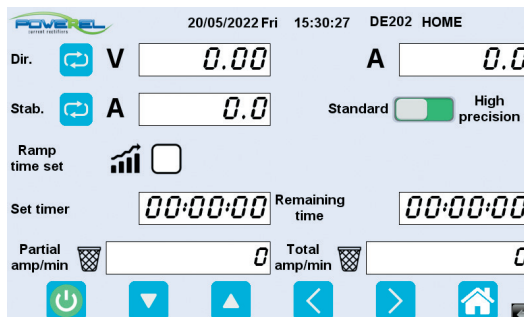 POWEREL
current rectifiers
20/05/2022 Fri 15:30:27 DE202 HOME
Dir. V 0.00 A 0.0
Stab. A 0.0 Standard High precision
Ramp time set
Set timer 00:00:00 Remaining time 00:00:00
Partial amp/min 0 Total amp/min 0